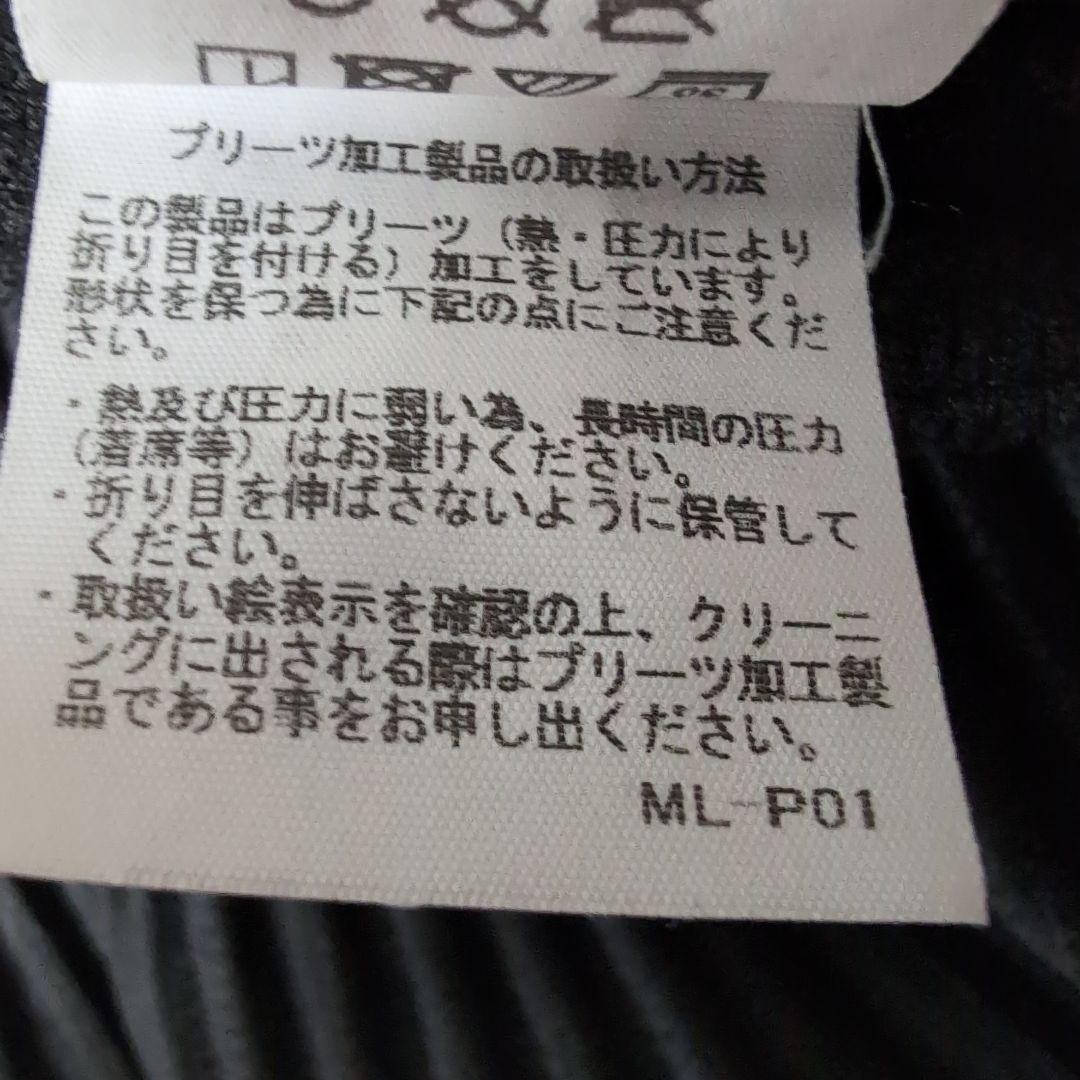 プリーツ加工製品の取扱い方法
この製品はプリーツ（熱・圧力により
折り目を付ける）加工をしています。
形状を保つ為に下記の点にご注意くだ
さい。
・熱及び圧力に弱い為、長時間の圧力
（着席等）はお避けください。
・折り目を伸ばさないように保管して
ください。
・取扱い絵表示を確認の上、クリーニ
ングに出される際はプリーツ加工製
品である事をお申し出ください。
ML-P01